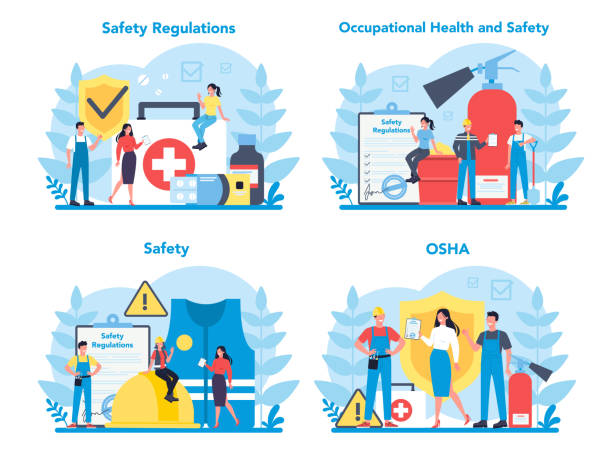 Safety Regulations
Occupational Health and Safety
Safety
Regulations
Safety
OSHA
Safety
Regulations